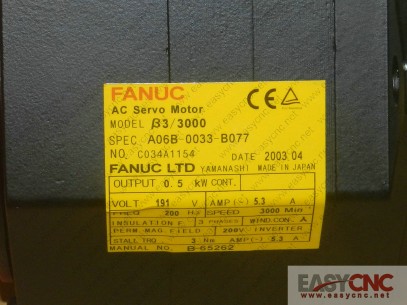 FANUC
AC Servo Motor
MODEL β3/3000
SPEC. A06B-0033-B077
NO. C034A1154 DATE 2003.04
FANUC LTD YAMANASHI MADE IN JAPAN
OUTPUT 0.5 kW CONT.
VOLT 191 V AMP(~) 5.3 A
FREQ 200 Hz SPEED 3000 Min
INSULATION F 3 PHASES WIND.CON. A
PERM.MAG.FIELD 200V INVERTER
STALL TRQ. 3 Nm AMP(~) 5.3 A
MANUAL NO. B-65262
EASYCNC
EASYCNC.NET